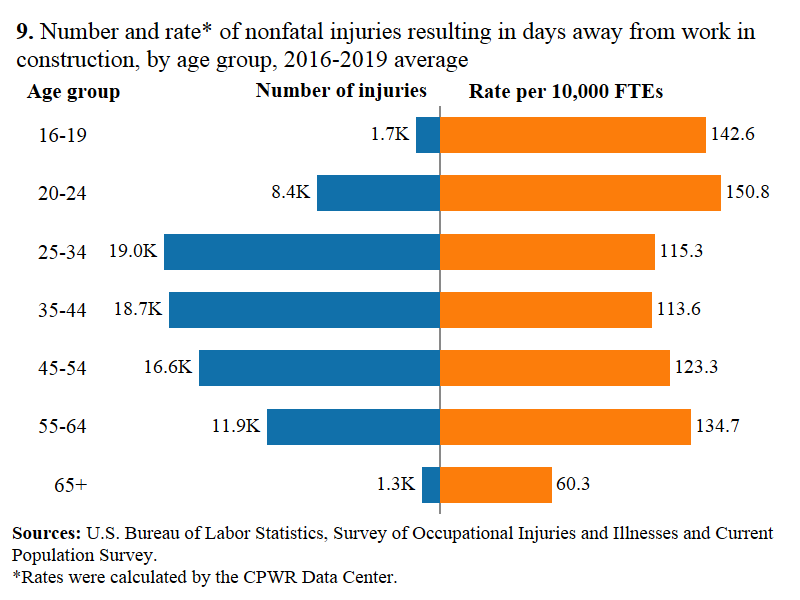 9. Number and rate* of nonfatal injuries resulting in days away from work in
construction, by age group, 2016-2019 average
Age group Number of injuries Rate per 10,000 FTEs
16-19 1.7K 142.6
20-24 8.4K 150.8
25-34 19.0K 115.3
35-44 18.7K 113.6
45-54 16.6K 123.3
55-64 11.9K 134.7
65+ 1.3K 60.3
Sources: U.S. Bureau of Labor Statistics, Survey of Occupational Injuries and Illnesses and Current
Population Survey.
*Rates were calculated by the CPWR Data Center.